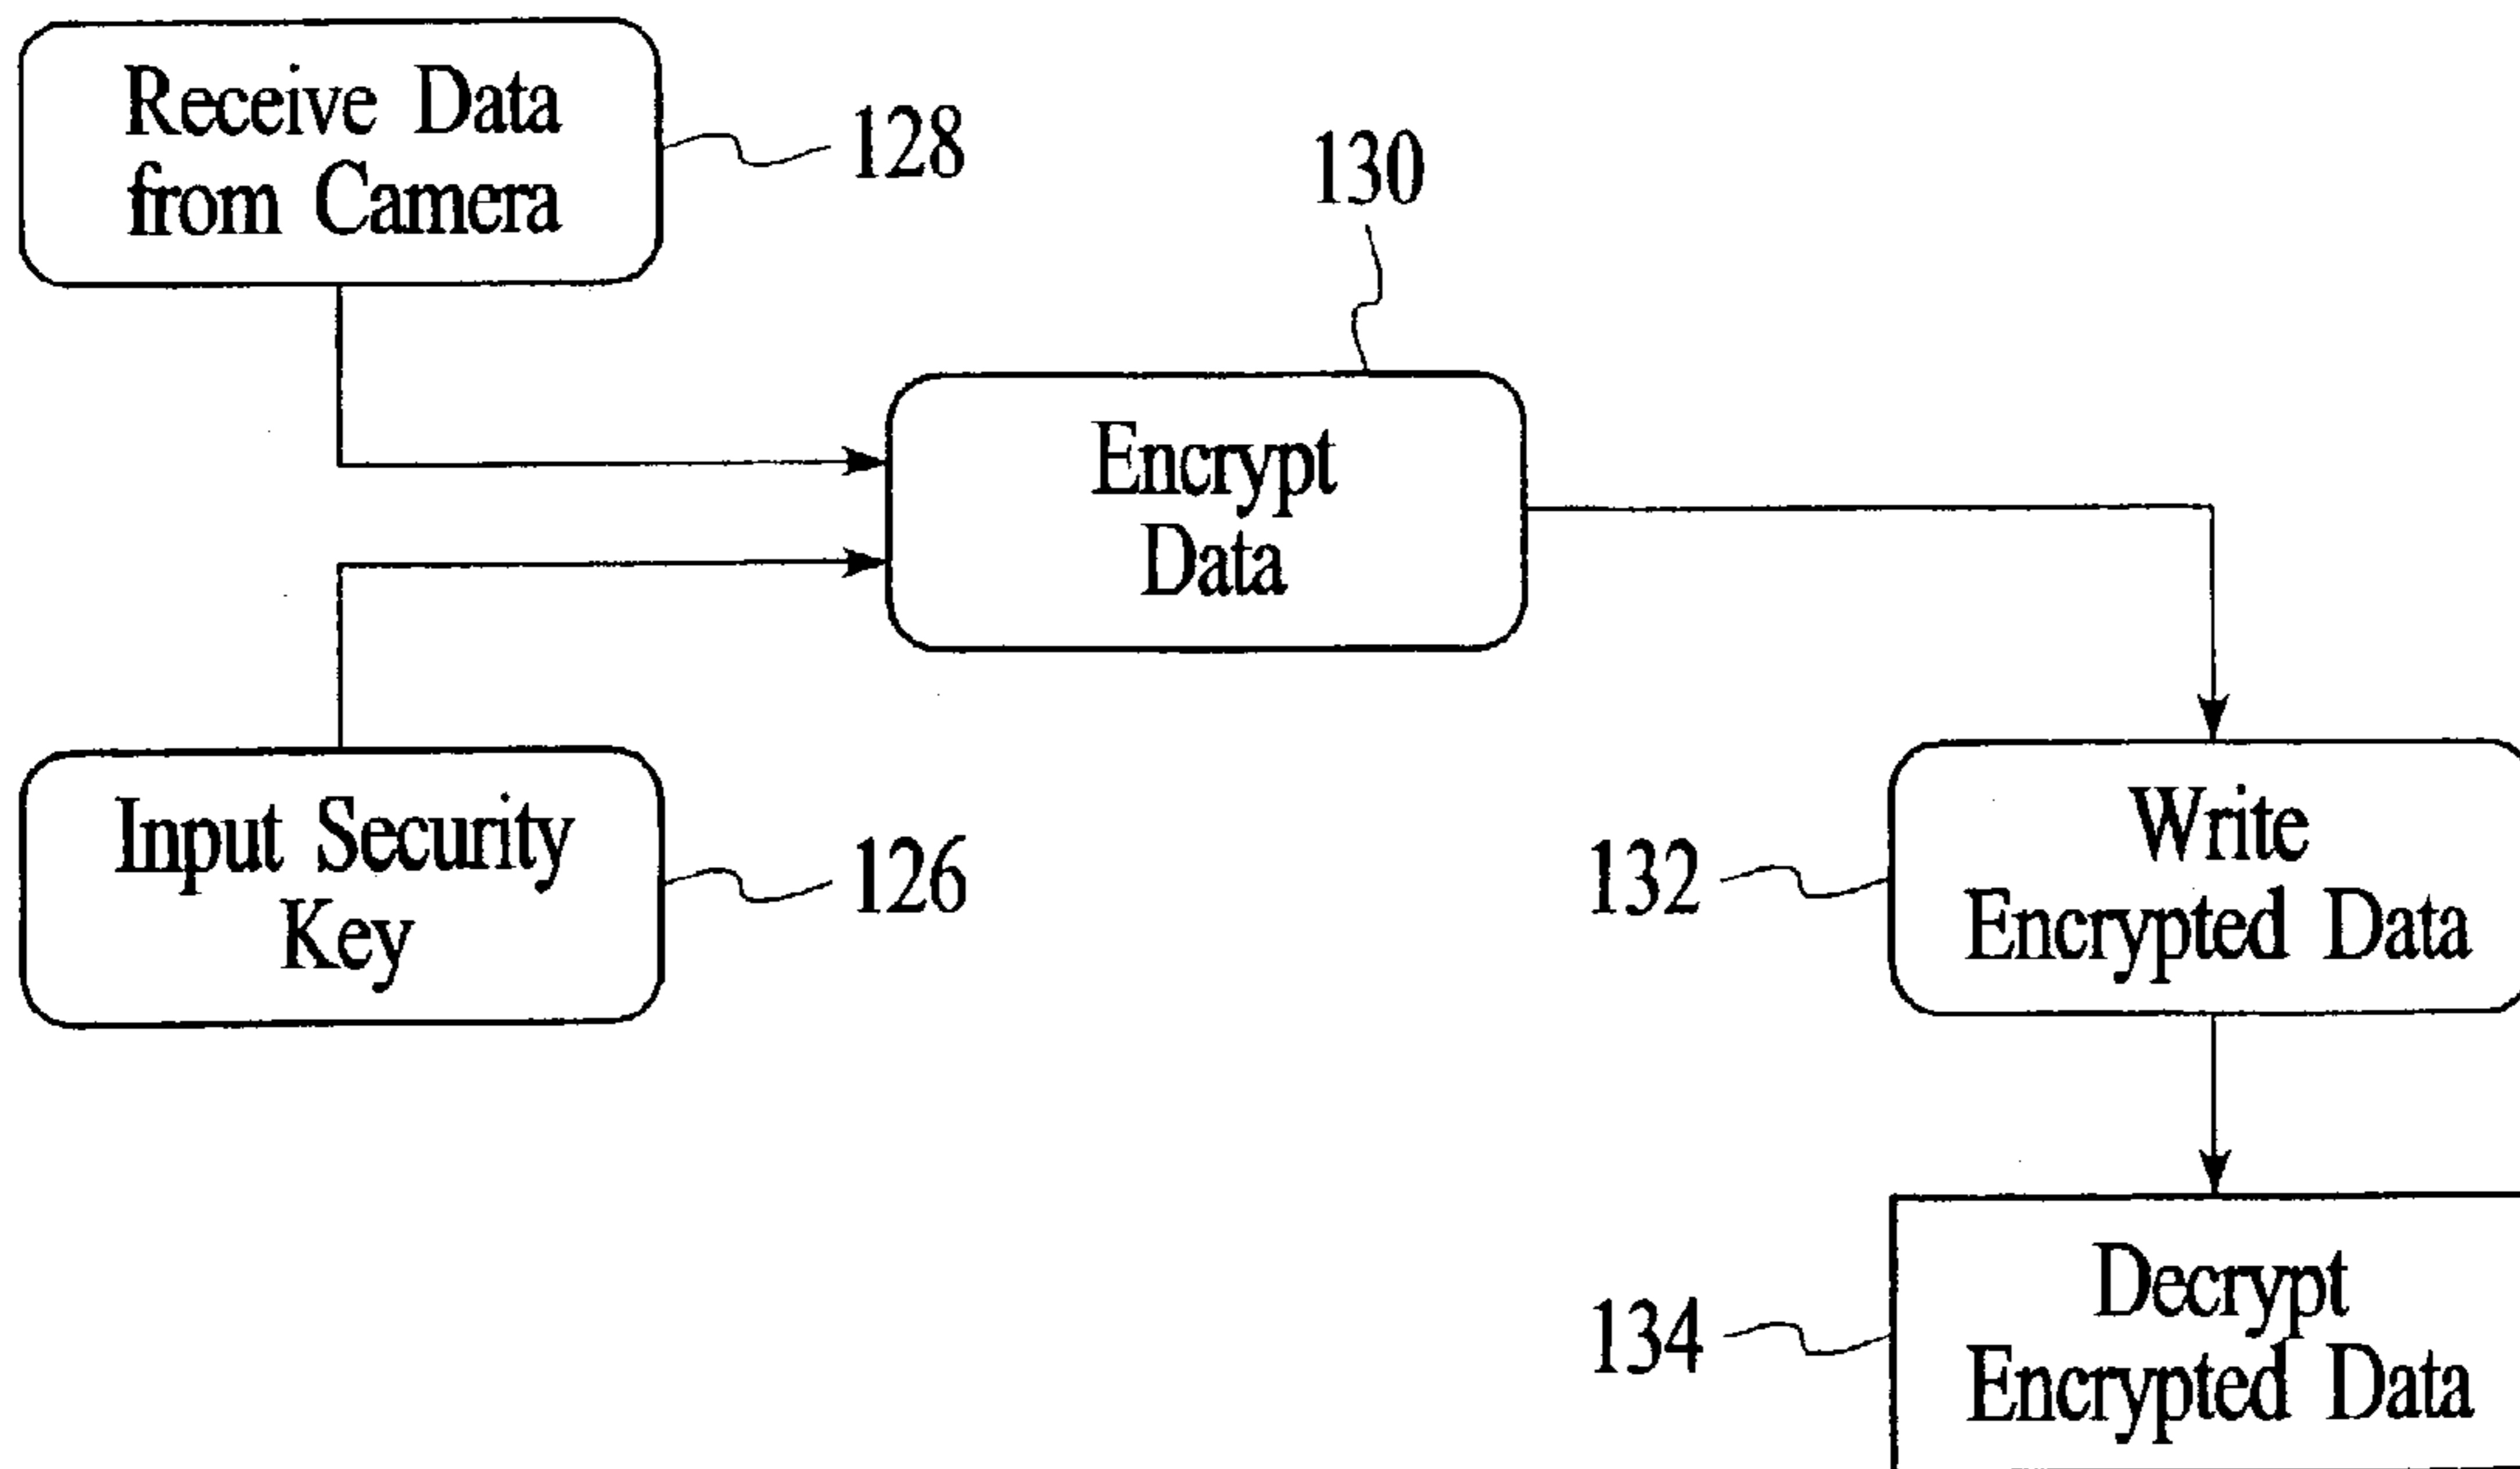 Receive Data
from Camera
128
130
Encrypt
Data
Input Security
Key
126
132
Write
Encrypted Data
134
Decrypt
Encrypted Data